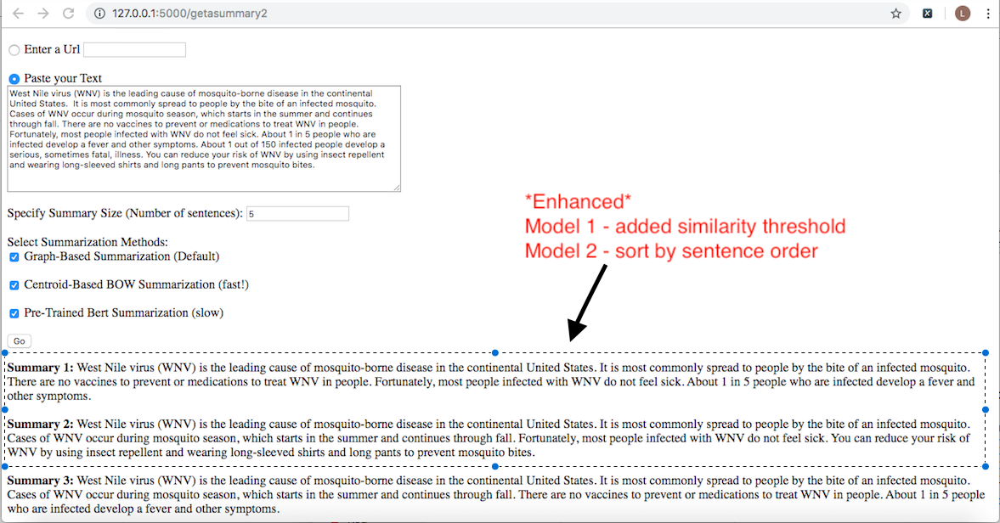 127.0.0.1:5000/getasummary2
X
L
Enter a Url
Paste your Text
West Nile virus (WNV) is the leading cause of mosquito-borne disease in the continental
United States.  It is most commonly spread to people by the bite of an infected mosquito.
Cases of WNV occur during mosquito season, which starts in the summer and continues
through fall. There are no vaccines to prevent or medications to treat WNV in people.
Fortunately, most people infected with WNV do not feel sick. About 1 in 5 people who are
infected develop a fever and other symptoms. About 1 out of 150 infected people develop a
serious, sometimes fatal, illness. You can reduce your risk of WNV by using insect repellent
and wearing long-sleeved shirts and long pants to prevent mosquito bites.
Specify Summary Size (Number of sentences): 5
*Enhanced*
Model 1 - added similarity threshold
Model 2 - sort by sentence order
Select Summarization Methods:
Graph-Based Summarization (Default)
Centroid-Based BOW Summarization (fast!)
Pre-Trained Bert Summarization (slow)
Go
Summary 1: West Nile virus (WNV) is the leading cause of mosquito-borne disease in the continental United States. It is most commonly spread to people by the bite of an infected mosquito.
There are no vaccines to prevent or medications to treat WNV in people. Fortunately, most people infected with WNV do not feel sick. About 1 in 5 people who are infected develop a fever and
other symptoms.
Summary 2: West Nile virus (WNV) is the leading cause of mosquito-borne disease in the continental United States. It is most commonly spread to people by the bite of an infected mosquito.
Cases of WNV occur during mosquito season, which starts in the summer and continues through fall. Fortunately, most people infected with WNV do not feel sick. You can reduce your risk of
WNV by using insect repellent and wearing long-sleeved shirts and long pants to prevent mosquito bites.
Summary 3: West Nile virus (WNV) is the leading cause of mosquito-borne disease in the continental United States. It is most commonly spread to people by the bite of an infected mosquito.
Cases of WNV occur during mosquito season, which starts in the summer and continues through fall. There are no vaccines to prevent or medications to treat WNV in people. About 1 in 5 people
who are infected develop a fever and other symptoms.